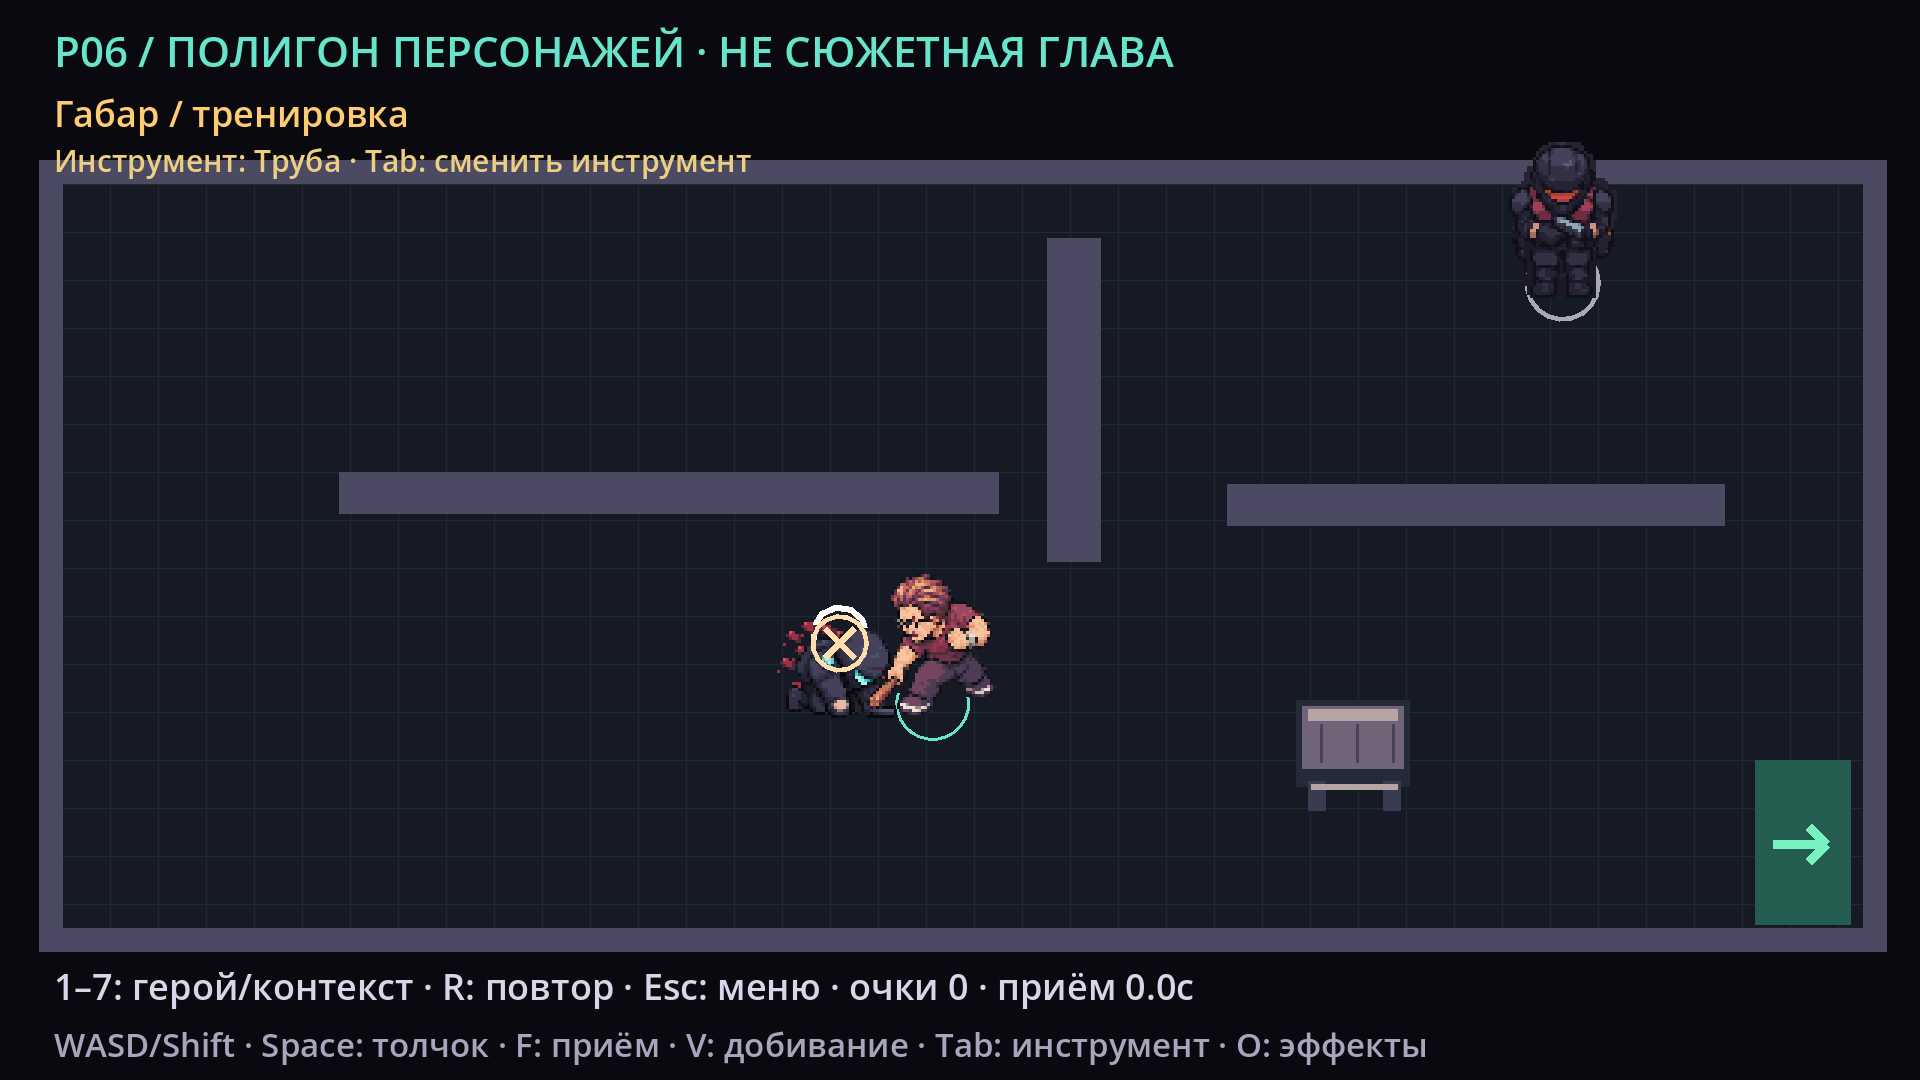 P06 / ПОЛИГОН ПЕРСОНАЖЕЙ · НЕ СЮЖЕТНАЯ ГЛАВА
Габар / тренировка
Инструмент: Труба · Tab: сменить инструмент
1–7: герой/контекст · R: повтор · Esc: меню · очки 0 · приём 0.0с
WASD/Shift · Space: толчок · F: приём · V: добивание · Tab: инструмент · O: эффекты